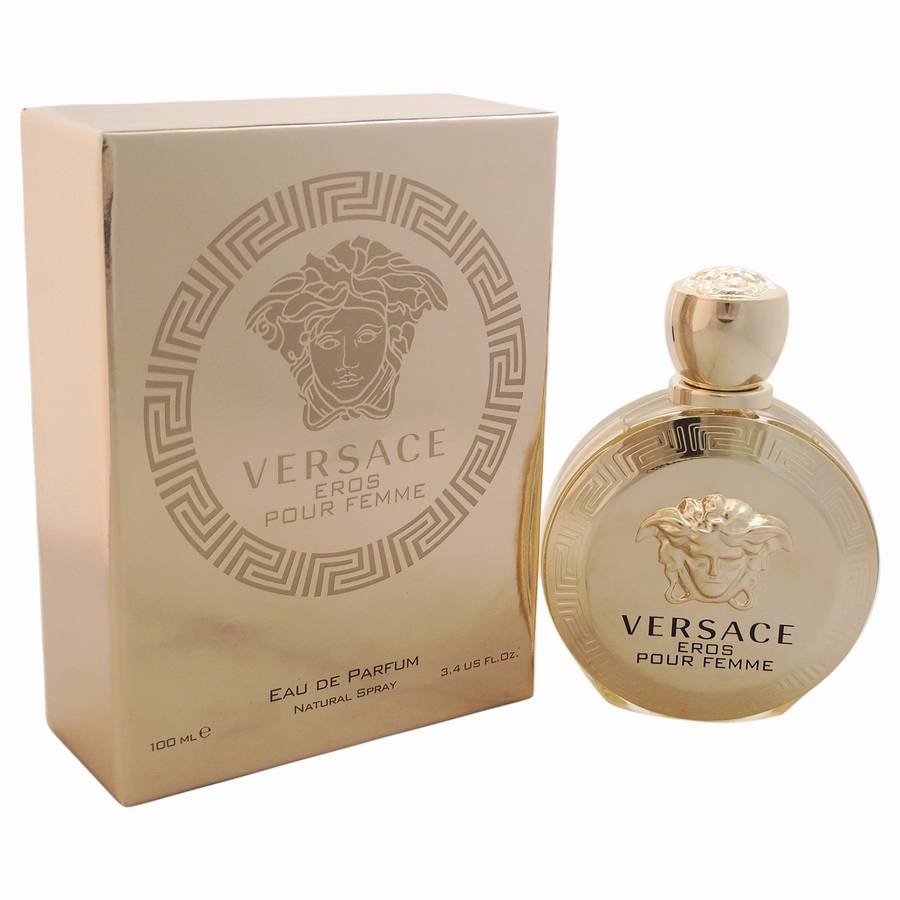 VERSACE
EROS
POUR FEMME
EAU DE PARFUM
NATURAL SPRAY
3.4 US FL.OZ.
100 ML ℮
VERSACE
EROS
POUR FEMME